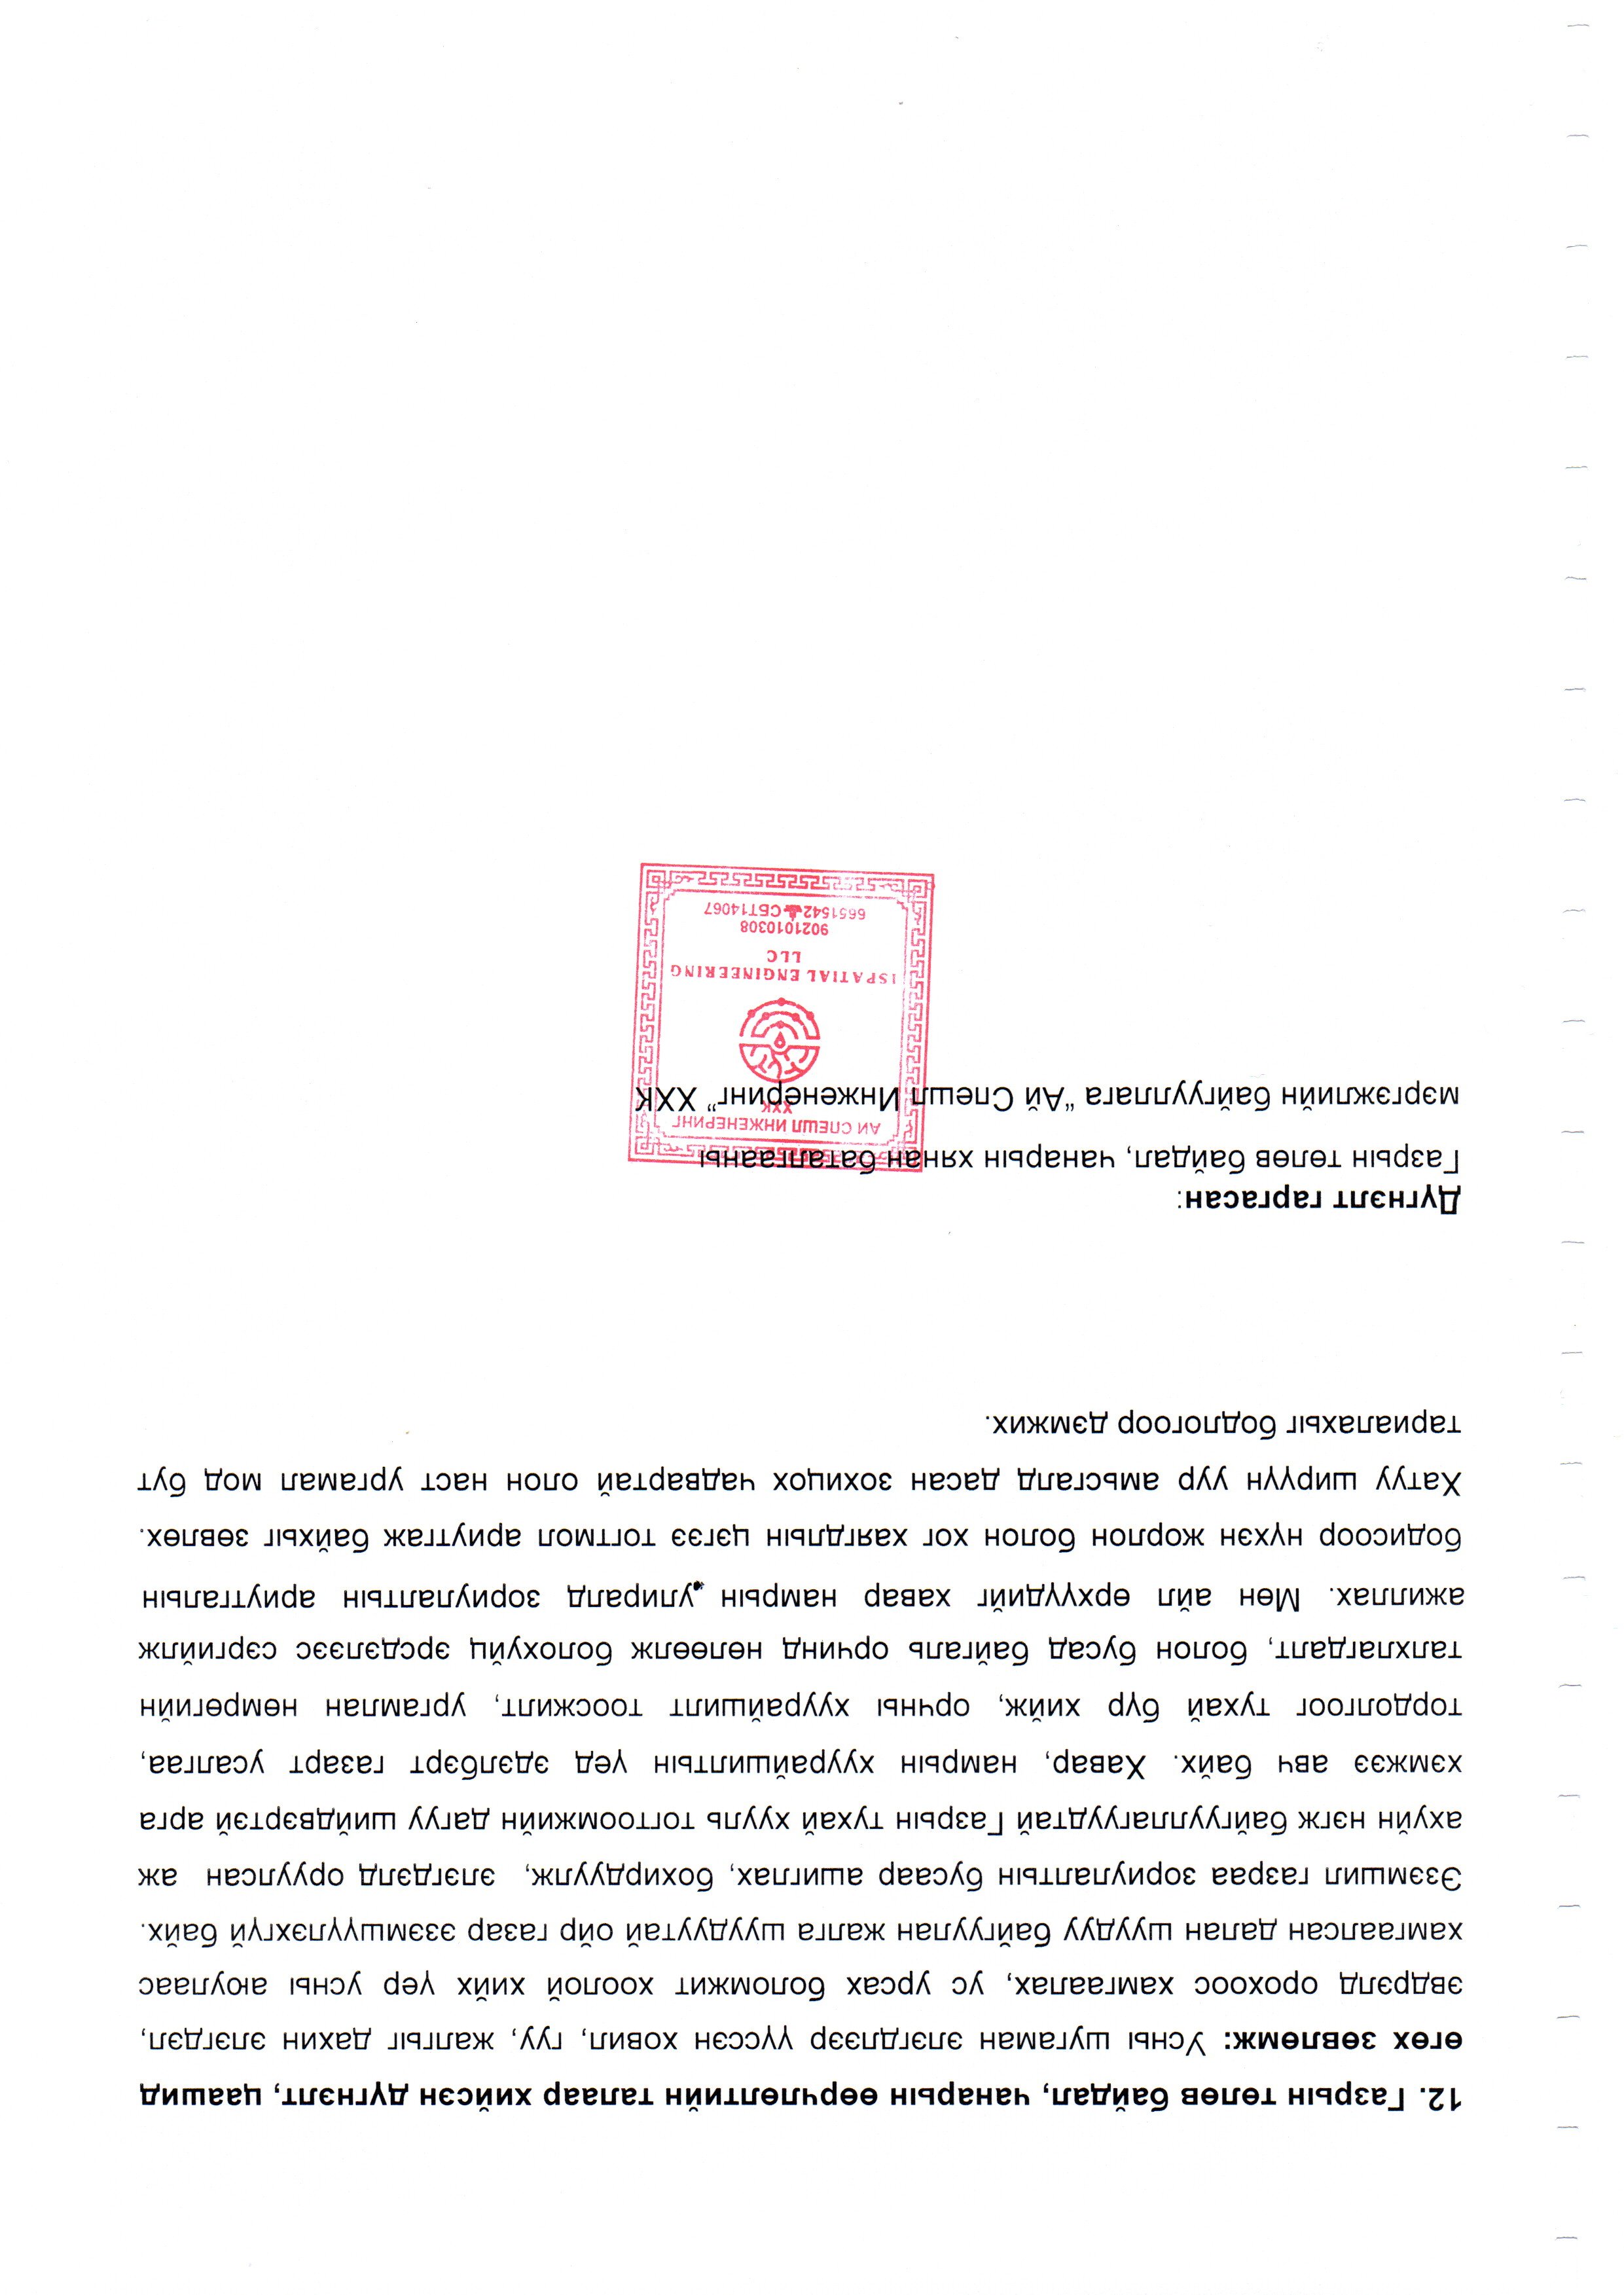 12. Газрын төлөв байдал, чанарын өөрчлөлтийн талаар хийсэн дүгнэлт, цаашид
өгөх зөвлөмж: Усны шугаман элэгдлээр үүссэн ховил, гуу, жалгыг дахин элэгдэл,
эвдрэлд орохоос хамгаалах, ус урсах боломжит хоолой хийх үер усны аюулаас
хамгаалсан далан шууду байгуулан жалга шуудуутай ойр газар эзэмшүүлэхгүй байх.
Эзэмшил газраа зориулалтын бусаар ашиглах, бохирдуулж, элэгдэлд оруулсан аж
ахуйн нэгж байгууллагуудтай Газрын тухай хууль тогтоомжийн дагуу шийдвэртэй арга
хэмжээ авч байх. Хавар, намрын хуурайшилтын үед эдэлбэрт газарт усалгаа,
тордолгоог тухай бүр хийж, орчны хуурайшилт тоосжилт, ургамлан нөмрөгийн
талхлагдалт, болон бусад байгаль орчинд нөлөөлж болохуйц эрсдэлээс сэргийлж
ажиллах. Мөн айл өрхүүдийг хавар намрын улиралд зориулалтын ариутгалын
бодисоор нүхэн жорлон болон хог хаягдлын цэгээ тогтмол ариутгаж байхыг зөвлөх.
Хатуу ширүүн уур амьсгалд дасан зохицох чадвартай олон наст ургамал мод бут
тариалахыг бодлогоор дэмжих.
Дүгнэлт гаргасан:
Газрын төлөв байдал, чанарын хянан баталгааны
мэргэжлийн байгууллага “Ай Спешл Инженеринг” ХХК
АИ СПЕШЛ ИНЖЕНЕРИНГ
ХХК
ISPATIAL ENGINEERING
LLC
9021010308
6651542 СБТ14067